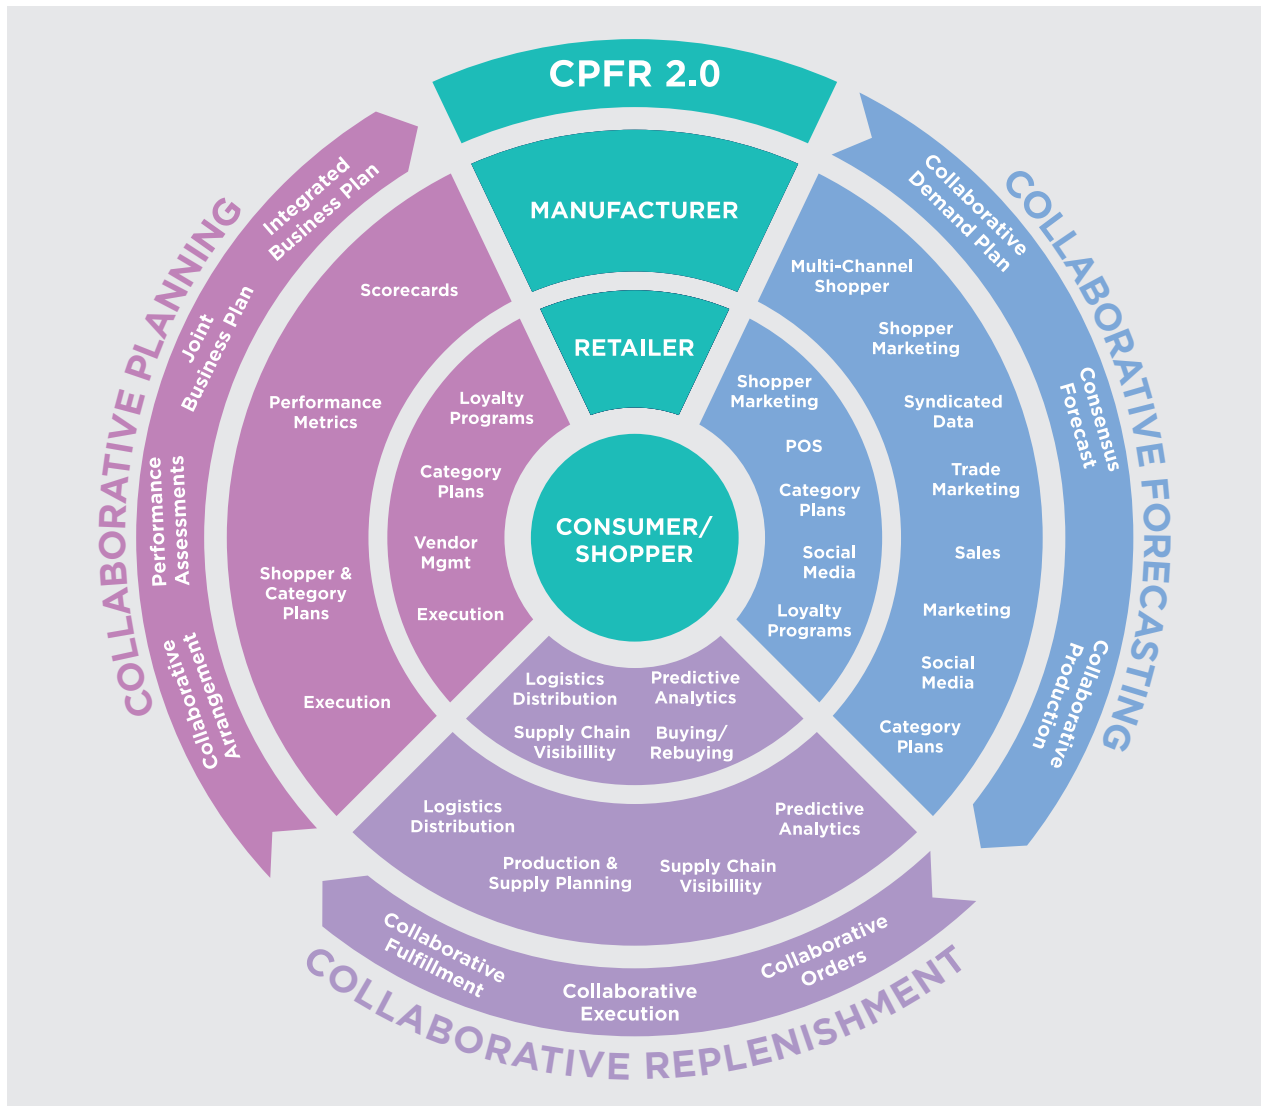 CPFR 2.0
MANUFACTURER
RETAILER
CONSUMER/
SHOPPER
COLLABORATIVE PLANNING
Integrated
Business Plan
Joint
Business Plan
Performance
Assessments
Collaborative
Arrangement
Scorecards
Performance
Metrics
Shopper &
Category
Plans
Execution
Loyalty
Programs
Category
Plans
Vendor
Mgmt
Execution
COLLABORATIVE FORECASTING
Collaborative
Demand Plan
Consensus
Forecast
Collaborative
Production
Multi-Channel
Shopper
Shopper
Marketing
Syndicated
Data
Trade
Marketing
Sales
Marketing
Social
Media
Category
Plans
Shopper
Marketing
POS
Category
Plans
Social
Media
Loyalty
Programs
Logistics
Distribution
Predictive
Analytics
Supply Chain
Visibillity
Buying/
Rebuying
Logistics
Distribution
Predictive
Analytics
Production &
Supply Planning
Supply Chain
Visibillity
Collaborative
Fulfillment
Collaborative
Execution
Collaborative
Orders
COLLABORATIVE REPLENISHMENT